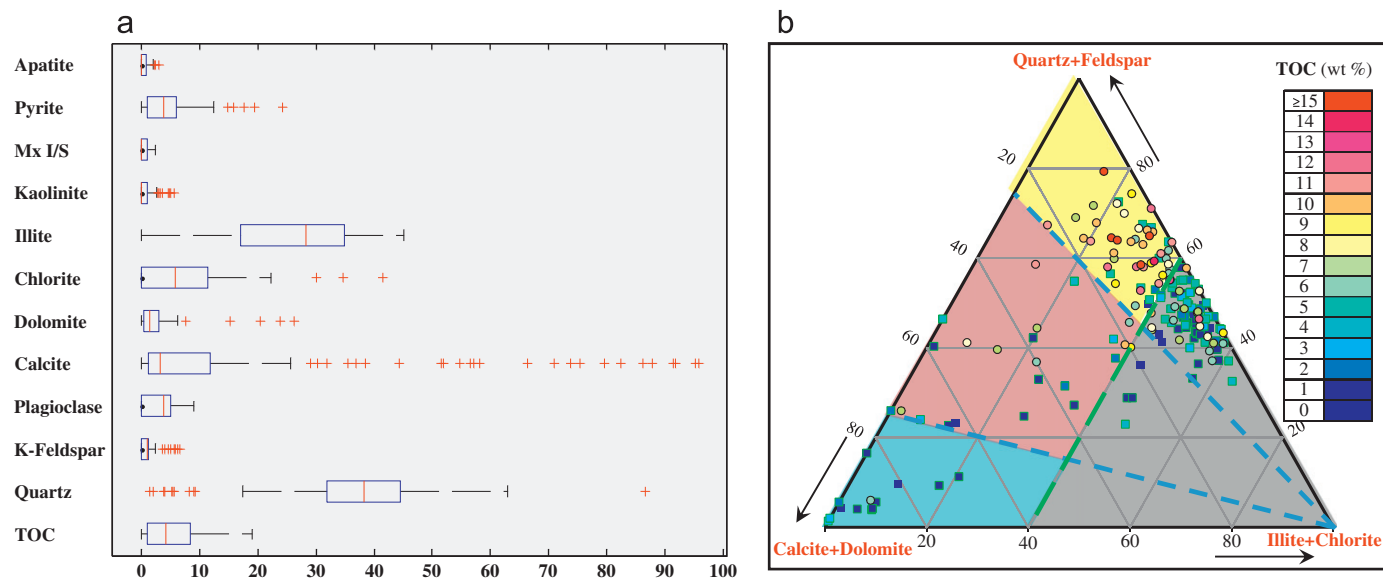 a
Apatite
Pyrite
Mx I/S
Kaolinite
Illite
Chlorite
Dolomite
Calcite
Plagioclase
K-Feldspar
Quartz
TOC
0 10 20 30 40 50 60 70 80 90 100
b
Quartz+Feldspar
20
80
40
60
60
40
80
20
Calcite+Dolomite
20 40 60 80
Illite+Chlorite
TOC (wt %)
≥15
14
13
12
11
10
9
8
7
6
5
4
3
2
1
0